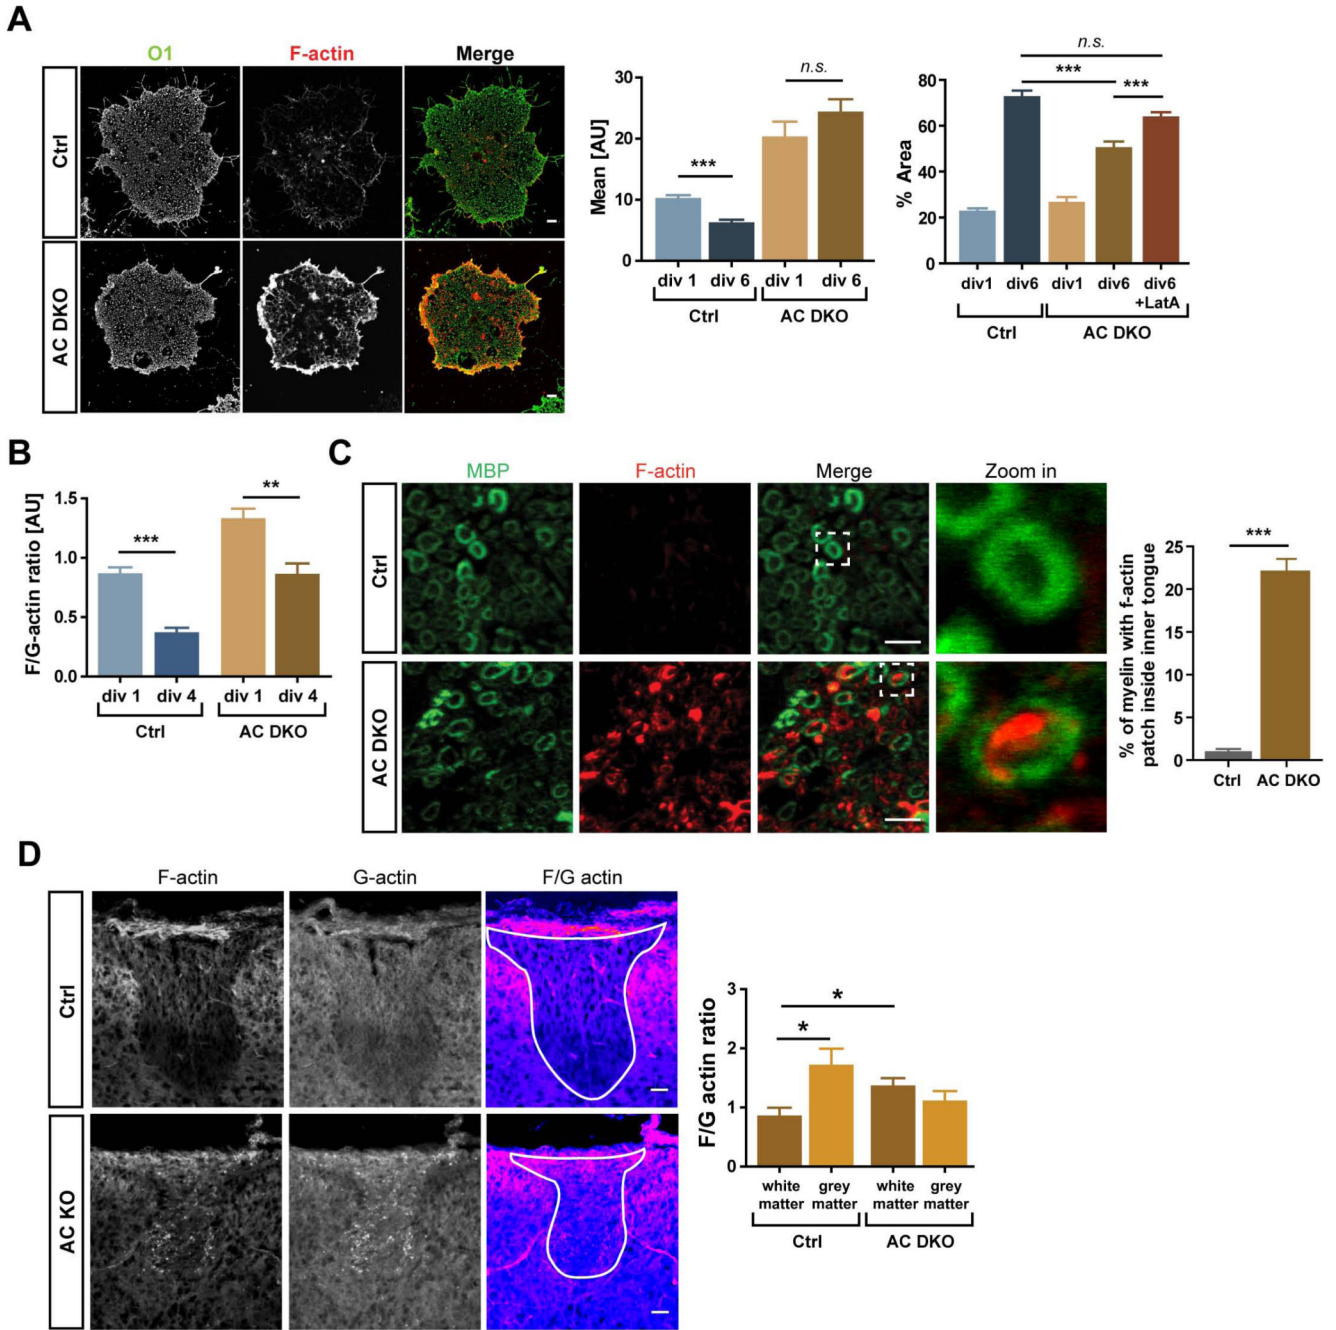 A
O1
F-actin
Merge
Ctrl
AC DKO
Mean [AU]
30
20
10
0
***
n.s.
div 1
div 6
div 1
div 6
Ctrl
AC DKO
% Area
80
60
40
20
0
n.s.
***
***
div1
div6
div1
div6
div6
+LatA
Ctrl
AC DKO
B
F/G-actin ratio [AU]
1.5
1.0
0.5
0.0
***
**
div 1
div 4
div 1
div 4
Ctrl
AC DKO
C
MBP
F-actin
Merge
Zoom in
Ctrl
AC DKO
% of myelin with f-actin
patch inside inner tongue
25
20
15
10
5
0
***
Ctrl
AC DKO
D
F-actin
G-actin
F/G actin
Ctrl
AC KO
F/G actin ratio
3
2
1
0
*
*
white
matter
grey
matter
white
matter
grey
matter
Ctrl
AC DKO